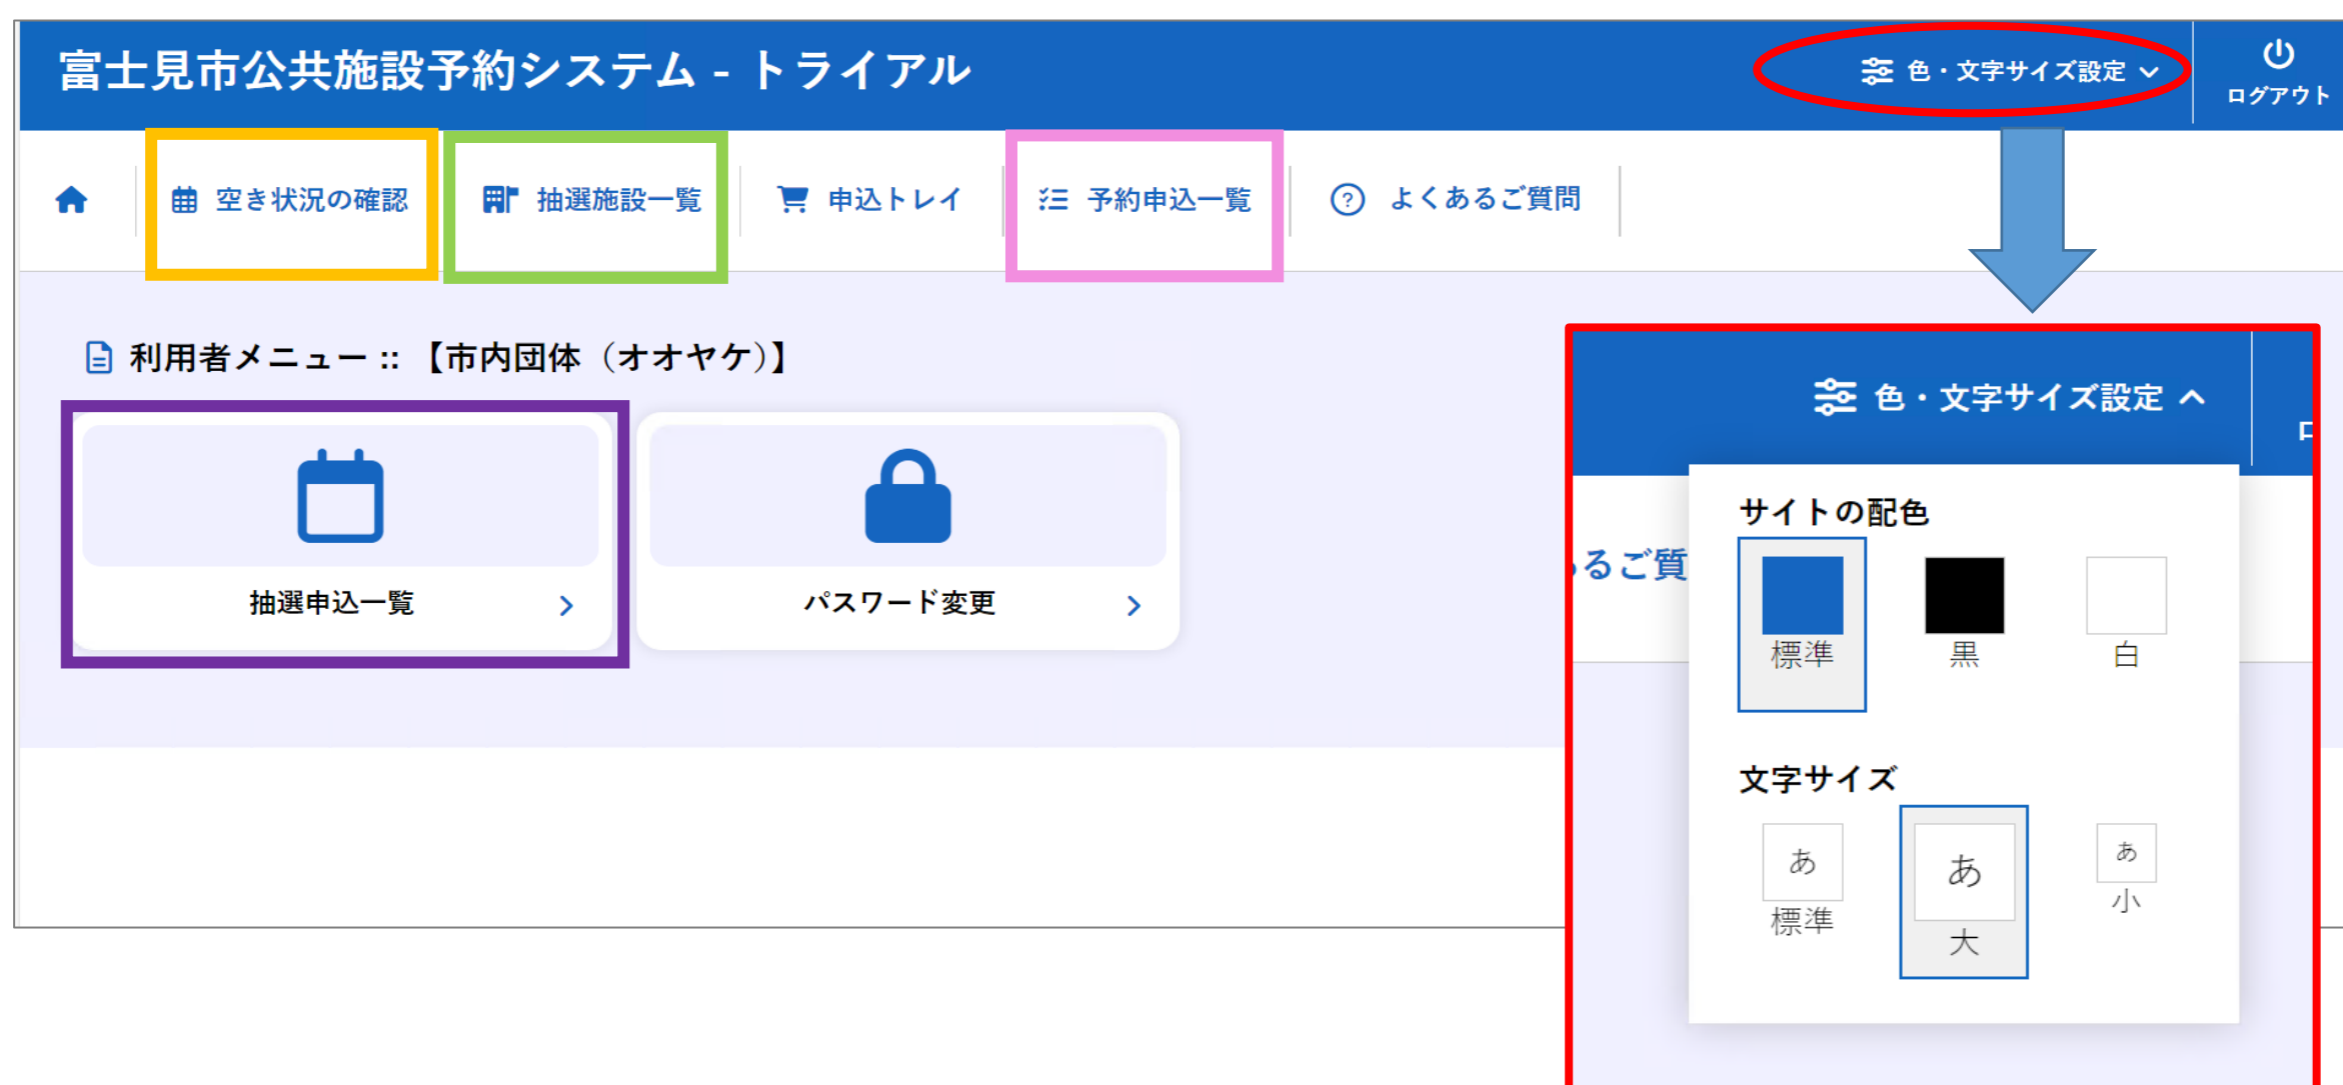 富士見市公共施設予約システム - トライアル
色・文字サイズ設定
ログアウト
空き状況の確認
抽選施設一覧
申込トレイ
予約申込一覧
? よくあるご質問
利用者メニュー :: 【市内団体（オオヤケ）】
抽選申込一覧
パスワード変更
色・文字サイズ設定
るご質
サイトの配色
標準
黒
白
文字サイズ
あ
あ
あ
標準
大
小